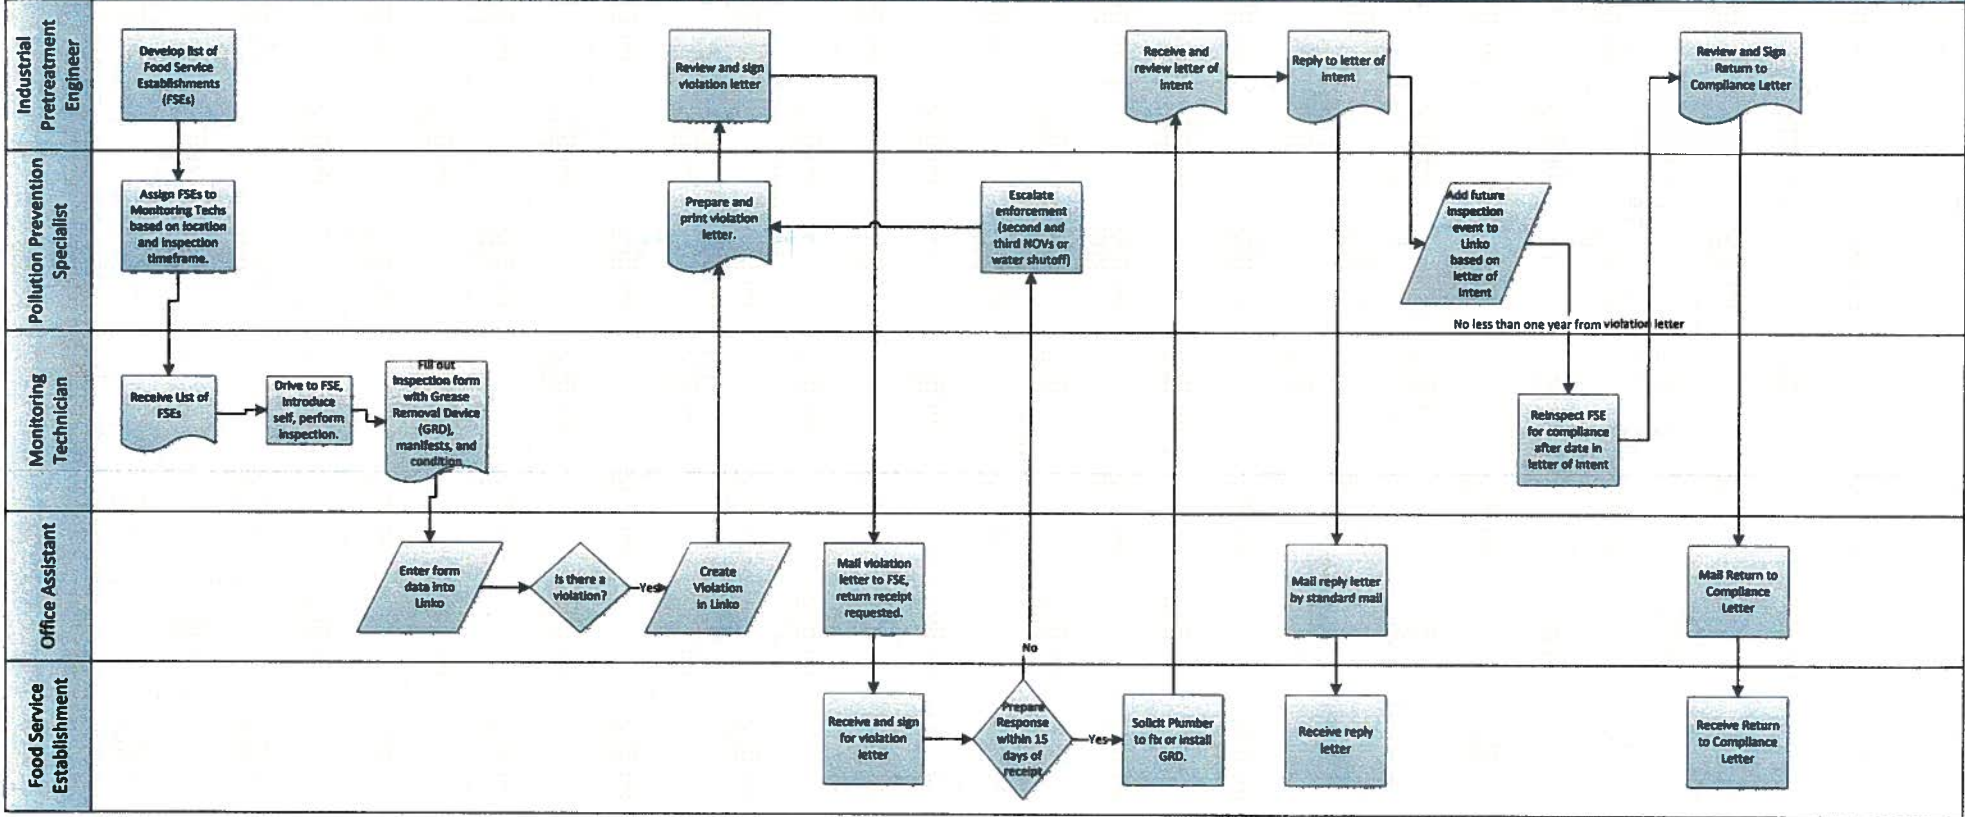 Industrial
Pretreatment
Engineer
Develop list of
Food Service
Establishments
(FSEs)
Review and sign
violation letter
Receive and
review letter of
intent
Reply to letter of
intent
Review and Sign
Return to
Compliance Letter
Pollution Prevention
Specialist
Assign FSEs to
Monitoring Techs
based on location
and inspection
timeframe.
Prepare and
print violation
letter.
Escalate
enforcement
(second and
third NOVs or
water shutoff)
Add future
inspection
event to
Linko
based on
letter of
intent
No less than one year from violation letter
Monitoring
Technician
Receive List of
FSEs
Drive to FSE,
introduce
self, perform
inspection.
Fill out
inspection form
with Grease
Removal Device
(GRD),
manifests, and
condition
Reinspect FSE
for compliance
after date in
letter of intent
Office Assistant
Enter form
data into
Linko
Is there a
violation?
Yes
Create
Violation
in Linko
Mail violation
letter to FSE,
return receipt
requested.
Mail reply letter
by standard mail
Mail Return to
Compliance
Letter
No
Food Service
Establishment
Receive and sign
for violation
letter
Prepare
Response
within 15
days of
receipt
Yes
Solicit Plumber
to fix or install
GRD.
Receive reply
letter
Receive Return
to Compliance
Letter